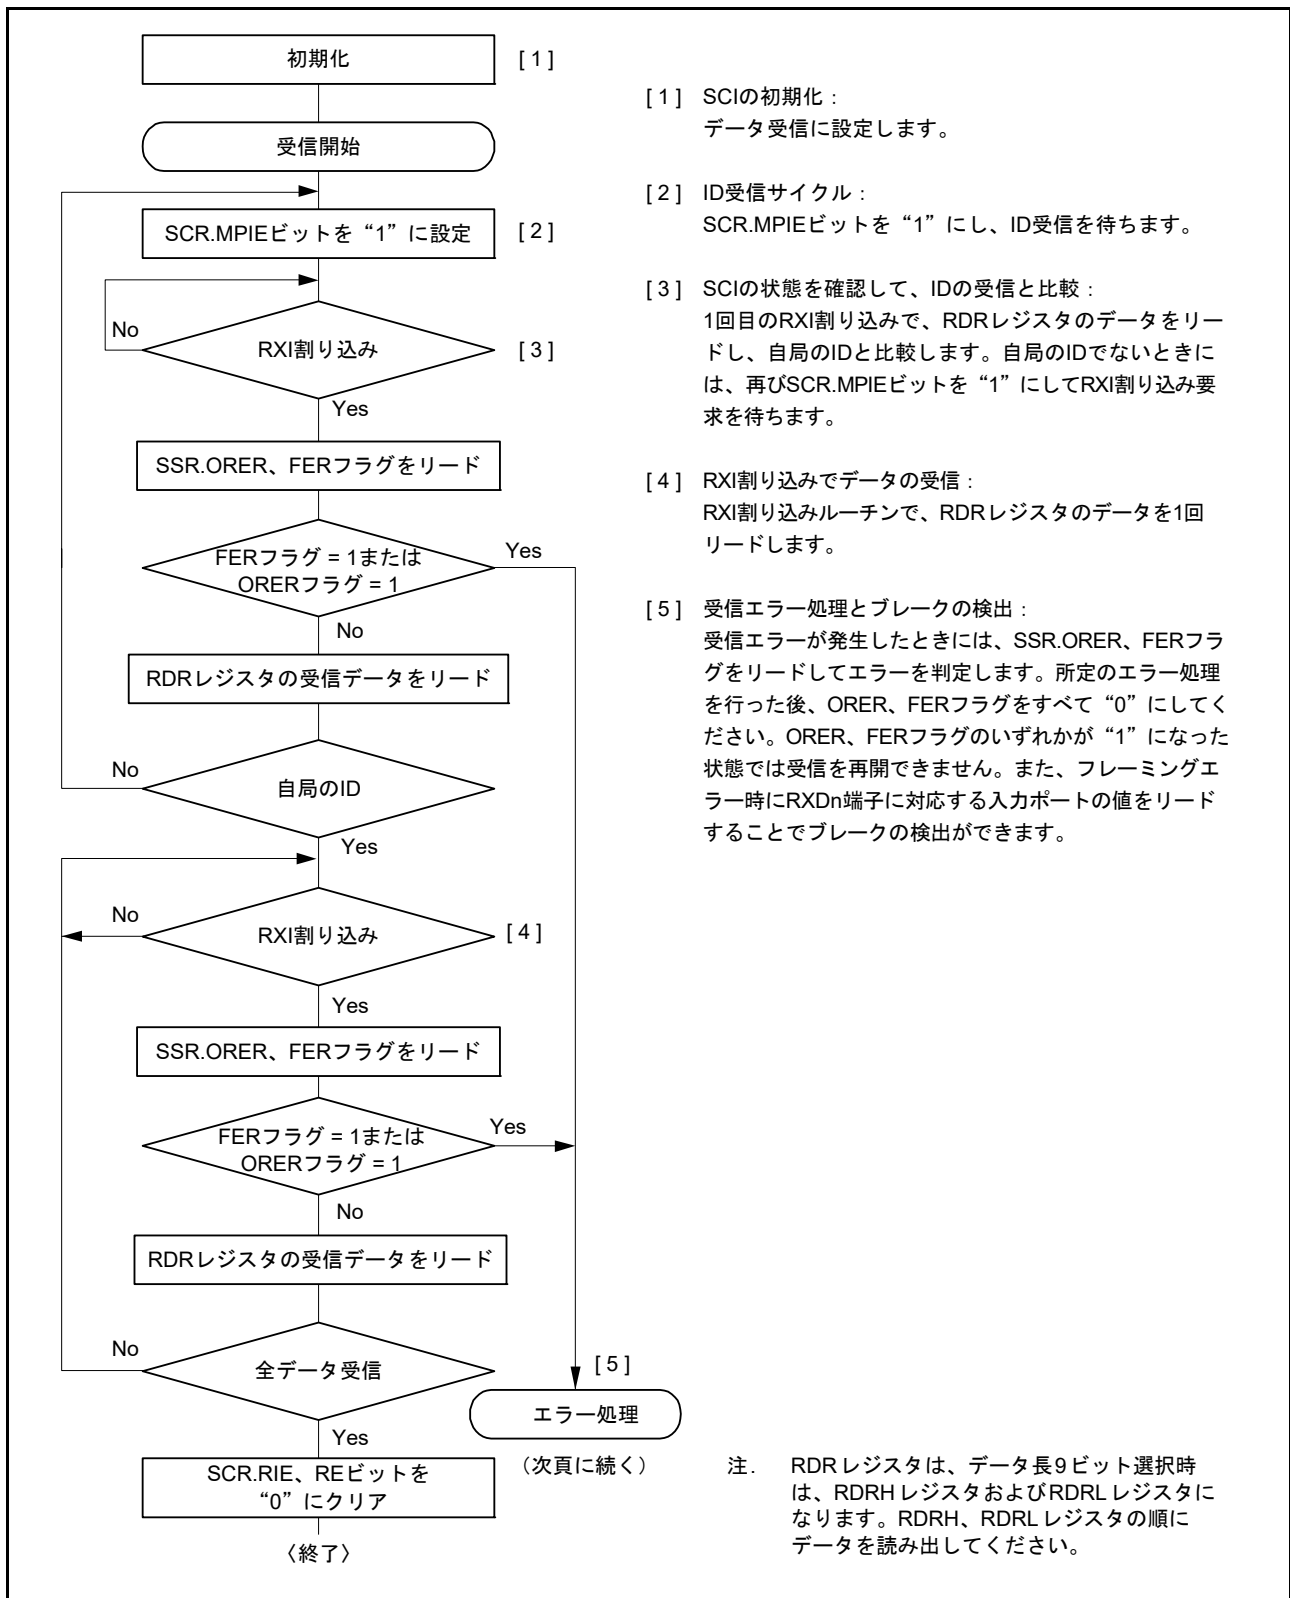 初期化
[ 1 ]
受信開始
SCR.MPIEビットを“1”に設定
[ 2 ]
No
RXI割り込み
[ 3 ]
Yes
SSR.ORER、FERフラグをリード
FERフラグ = 1または
ORERフラグ = 1
Yes
No
RDRレジスタの受信データをリード
No
自局のID
Yes
No
RXI割り込み
[ 4 ]
Yes
SSR.ORER、FERフラグをリード
FERフラグ = 1または
ORERフラグ = 1
Yes
No
RDRレジスタの受信データをリード
No
全データ受信
[ 5 ]
エラー処理
Yes
(次頁に続く)
SCR.RIE、REビットを
“0”にクリア
〈終了〉
[ 1 ] SCIの初期化:
データ受信に設定します。
[ 2 ] ID受信サイクル:
SCR.MPIEビットを“1”にし、ID受信を待ちます。
[ 3 ] SCIの状態を確認して、IDの受信と比較:
1回目のRXI割り込みで、RDRレジスタのデータをリー
ドし、自局のIDと比較します。自局のIDでないときに
は、再びSCR.MPIEビットを“1”にしてRXI割り込み要
求を待ちます。
[ 4 ] RXI割り込みでデータの受信:
RXI割り込みルーチンで、RDRレジスタのデータを1回
リードします。
[ 5 ] 受信エラー処理とブレークの検出:
受信エラーが発生したときには、SSR.ORER、FERフラ
グをリードしてエラーを判定します。所定のエラー処理
を行った後、ORER、FERフラグをすべて“0”にしてく
ださい。ORER、FERフラグのいずれかが“1”になった
状態では受信を再開できません。また、フレーミングエ
ラー時にRXDn端子に対応する入力ポートの値をリード
することでブレークの検出ができます。
注. RDRレジスタは、データ長9ビット選択時
は、RDRHレジスタおよびRDRLレジスタに
なります。RDRH、RDRLレジスタの順に
データを読み出してください。